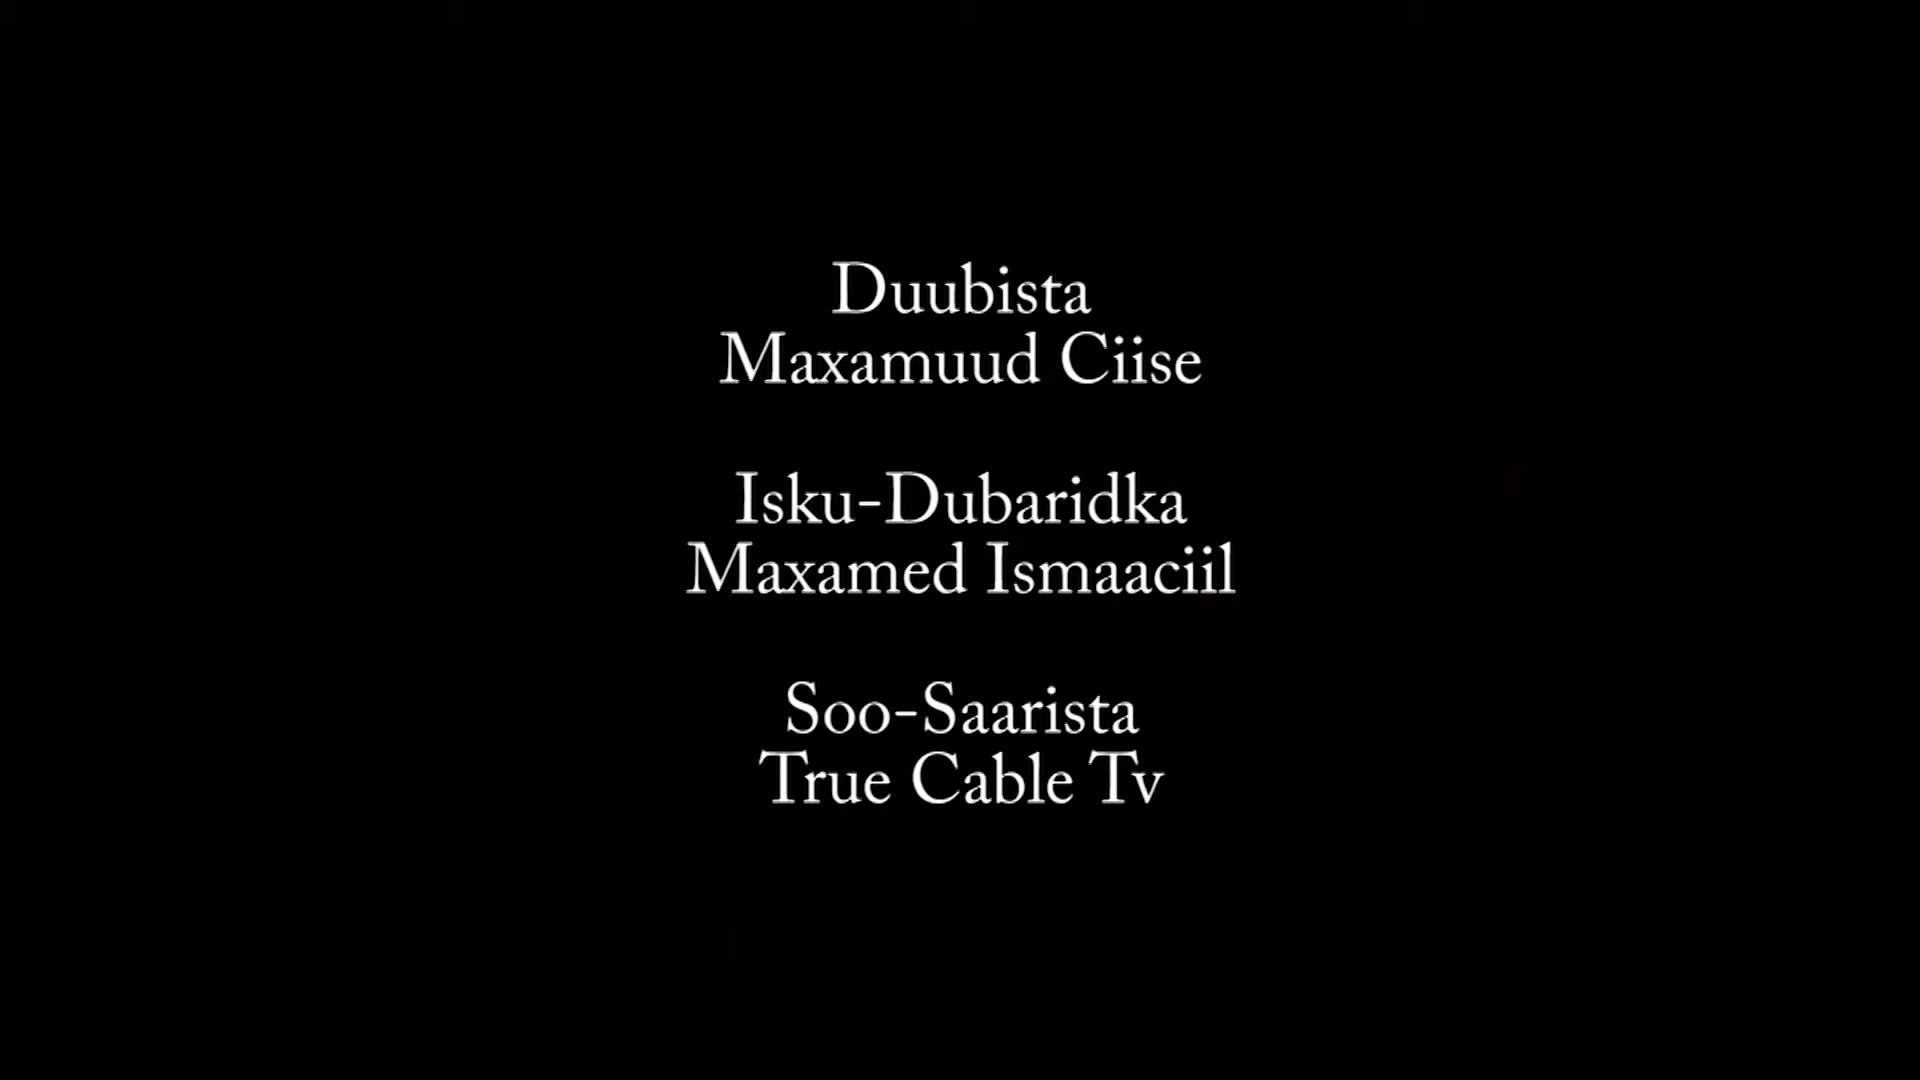 Duubista
Maxamuud Ciise
Isku-Dubaridka
Maxamed Ismaaciil
Soo-Saarista
True Cable Tv